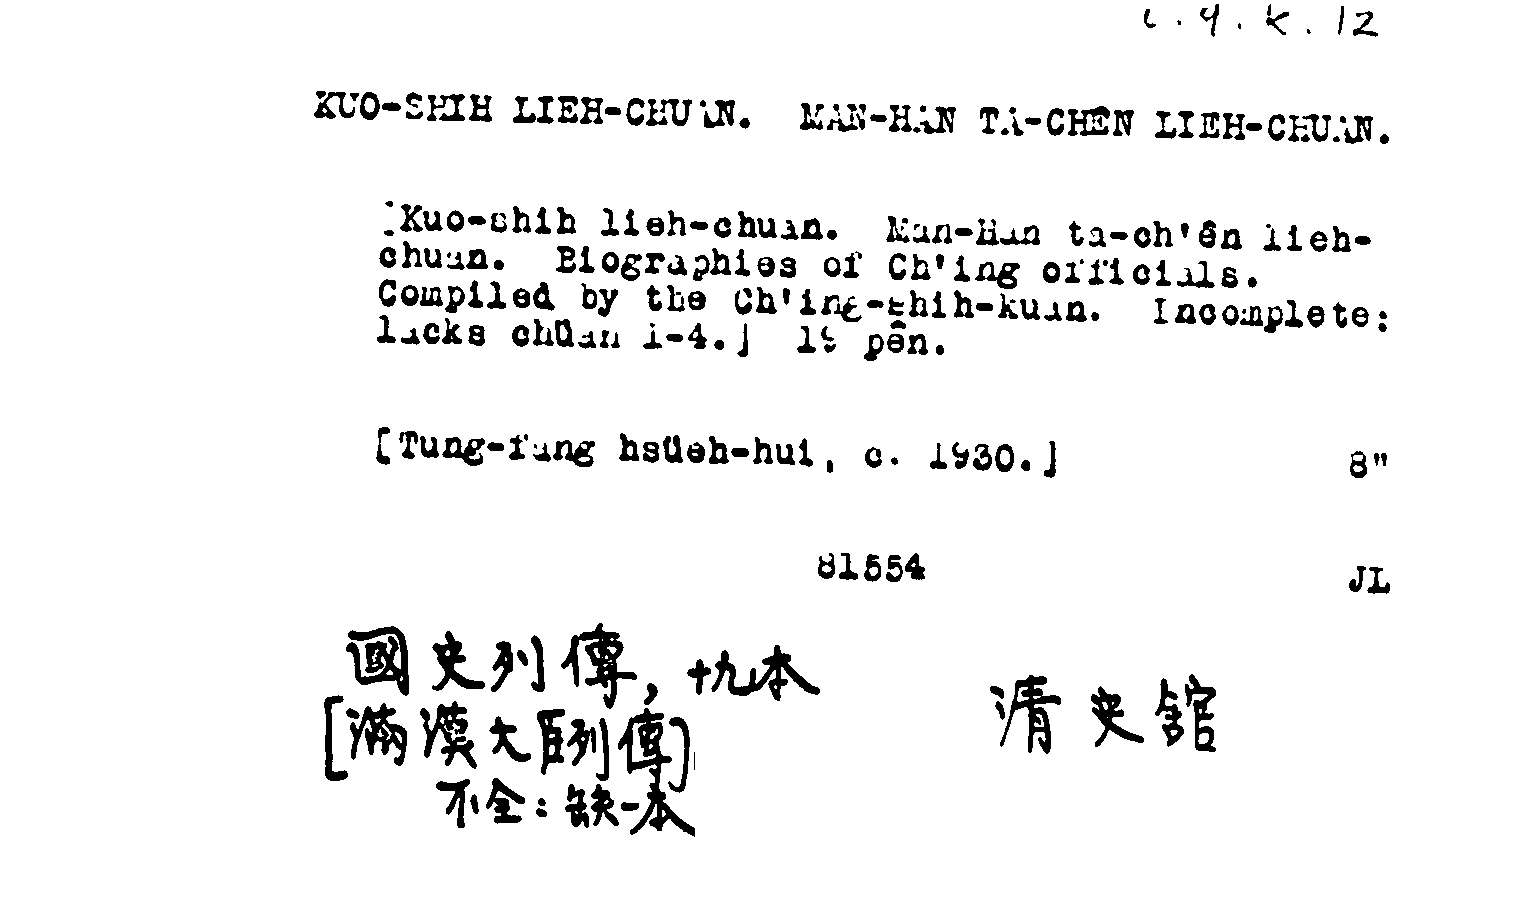 L.9.K.12
KUO-SHIH LIEH-CHUAN. MAN-HAN TA-CHÊN LIEH-CHUAN.
[Kuo-shih lieh-chuan. Man-Han ta-ch'ên lieh-
chuan. Biographies of Ch'ing officials.
Compiled by the Ch'ing-shih-kuan. Incomplete:
lacks chüan 1-4.] 19 pên.
[Tung-fang hsüeh-hui, c. 1930.] 8"
81554 JL
國史列傳, 十九本
[滿漢大臣列傳]
清史館
不全:缺一本